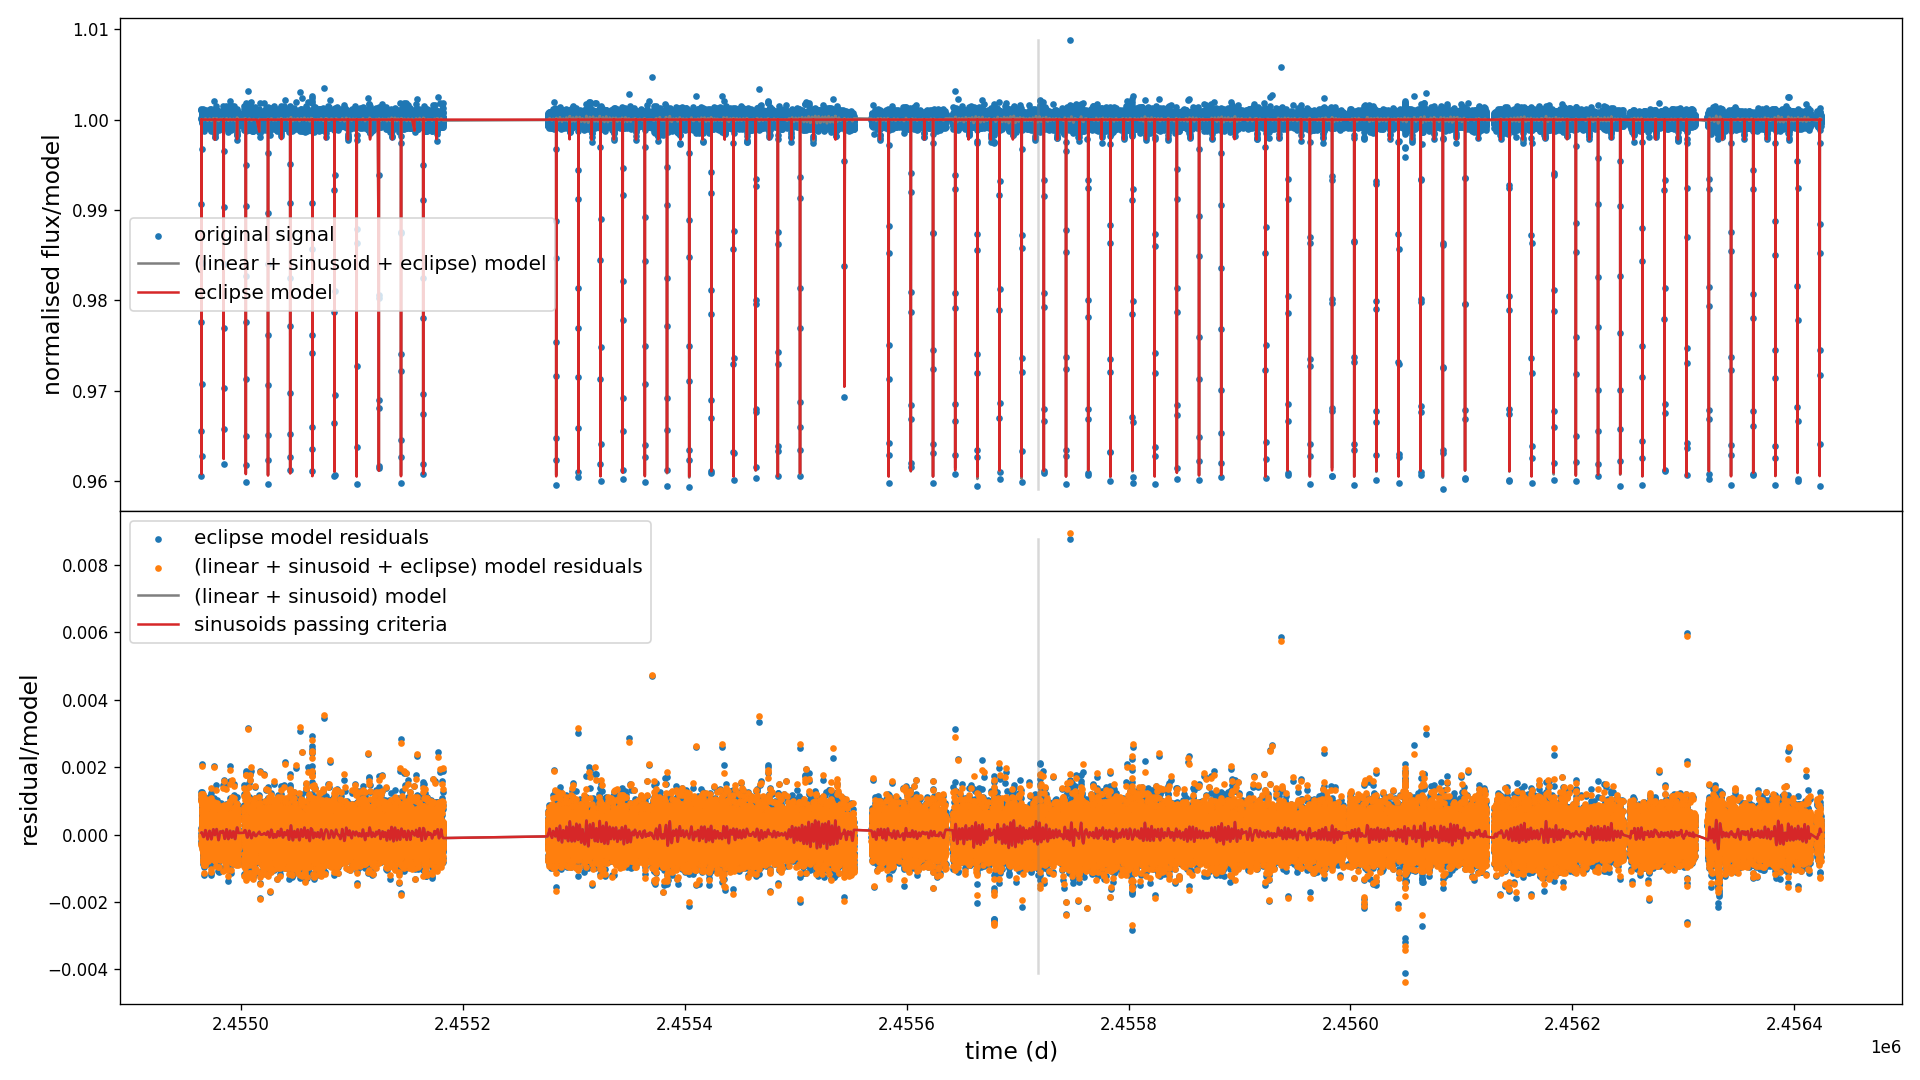 1.01
1.00
0.99
0.98
0.97
0.96
normalised flux/model
original signal
(linear + sinusoid + eclipse) model
eclipse model
0.008
0.006
0.004
0.002
0.000
−0.002
−0.004
residual/model
eclipse model residuals
(linear + sinusoid + eclipse) model residuals
(linear + sinusoid) model
sinusoids passing criteria
2.4550 2.4552 2.4554 2.4556 2.4558 2.4560 2.4562 2.4564
time (d)
1e6